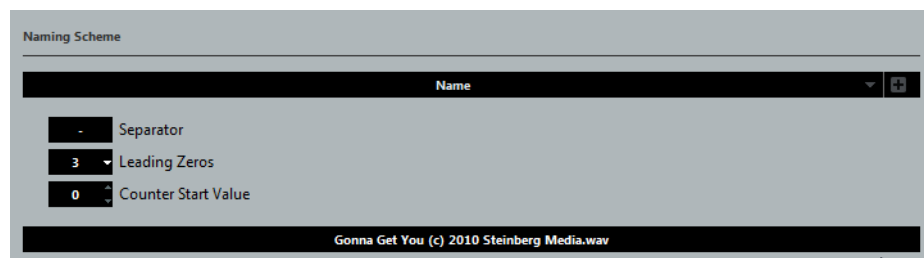 Naming Scheme
Name
- Separator
3 Leading Zeros
0 Counter Start Value
Gonna Get You (c) 2010 Steinberg Media.wav